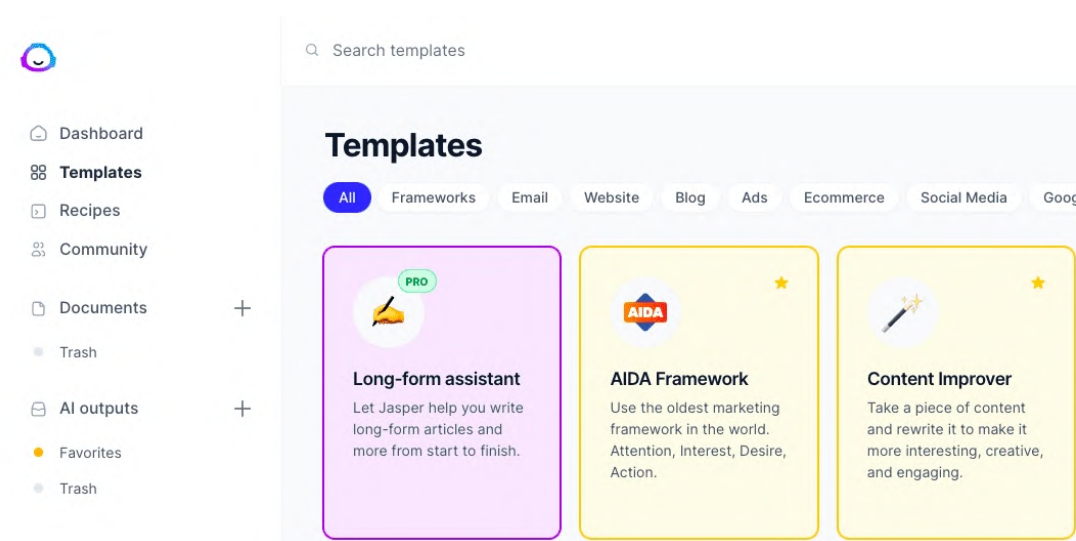 Search templates
Dashboard
Templates
Recipes
Community
Documents
Trash
AI outputs
Favorites
Trash
Templates
All Frameworks Email Website Blog Ads Ecommerce Social Media Goog
PRO
Long-form assistant
Let Jasper help you write
long-form articles and
more from start to finish.
AIDA
AIDA Framework
Use the oldest marketing
framework in the world.
Attention, Interest, Desire,
Action.
Content Improver
Take a piece of content
and rewrite it to make it
more interesting, creative,
and engaging.